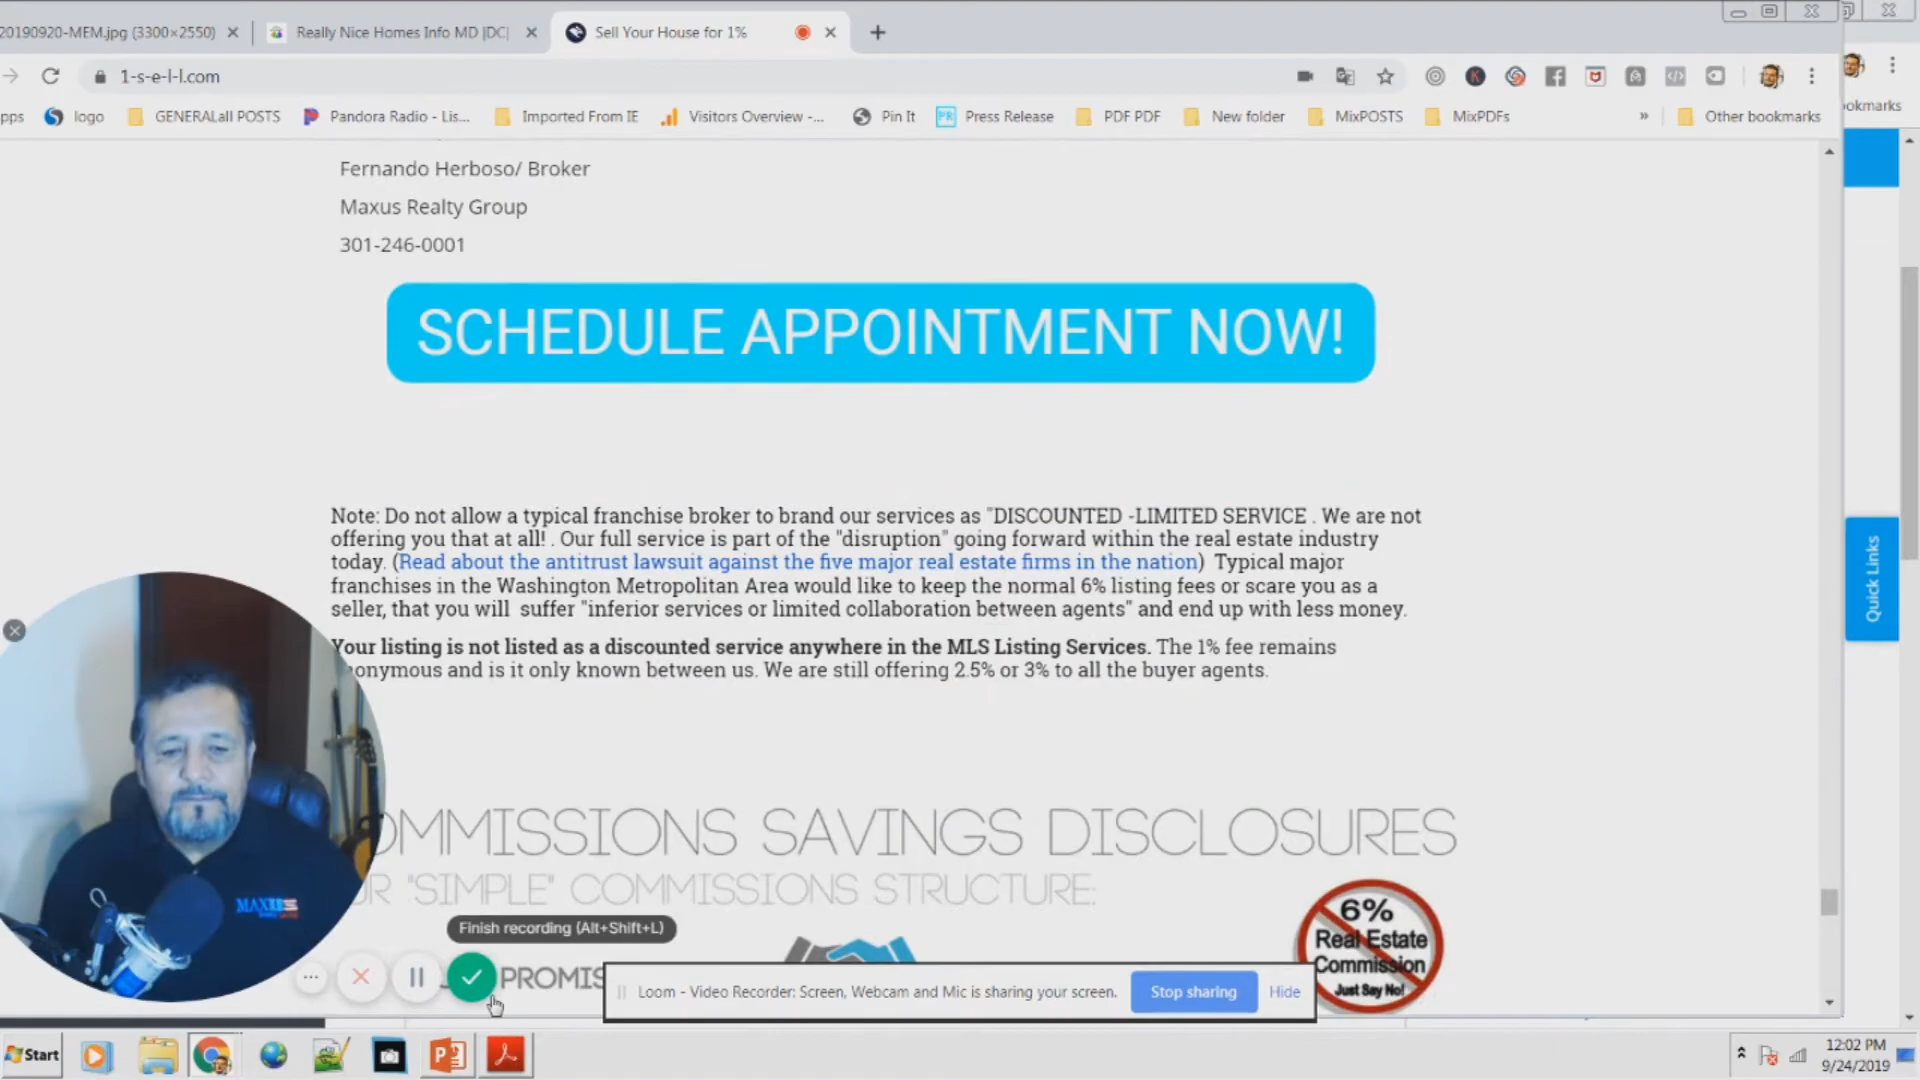 20190920-MEM.jpg (3300×2550)
Really Nice Homes Info MD |DC|
Sell Your House for 1%
1-s-e-l-l.com
pps
logo
GENERALall POSTS
Pandora Radio - Lis...
Imported From IE
Visitors Overview -...
Pin It
Press Release
PDF PDF
New folder
MixPOSTS
MixPDFs
»
Other bookmarks
okmarks
Fernando Herboso/ Broker
Maxus Realty Group
301-246-0001
SCHEDULE APPOINTMENT NOW!
Note: Do not allow a typical franchise broker to brand our services as "DISCOUNTED -LIMITED SERVICE . We are not
offering you that at all! . Our full service is part of the "disruption" going forward within the real estate industry
today. (Read about the antitrust lawsuit against the five major real estate firms in the nation) Typical major
franchises in the Washington Metropolitan Area would like to keep the normal 6% listing fees or scare you as a
seller, that you will suffer "inferior services or limited collaboration between agents" and end up with less money.
Your listing is not listed as a discounted service anywhere in the MLS Listing Services. The 1% fee remains
onymous and is it only known between us. We are still offering 2.5% or 3% to all the buyer agents.
Quick Links
OMMISSIONS SAVINGS DISCLOSURES
R "SIMPLE" COMMISSIONS STRUCTURE:
6%
Real Estate
Commission
Just Say No!
MAXUS
Finish recording (Alt+Shift+L)
PROMIS
Loom - Video Recorder: Screen, Webcam and Mic is sharing your screen.
Stop sharing
Hide
Start
12:02 PM
9/24/2019